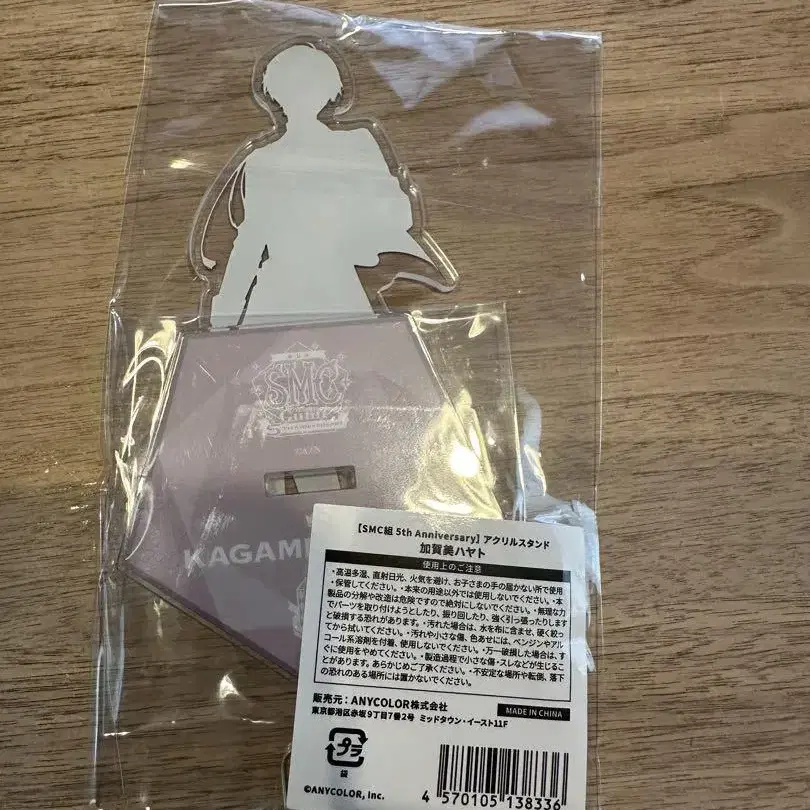 SMC
KAGAMI
【SMC組 5th Anniversary】アクリルスタンド
加賀美ハヤト
使用上のご注意
・高温多湿、直射日光、火気を避け、お子さまの手の届かない所で使用
・保管してください。・本来の用途以外では使用しないでください。・本
製品の分解や改造は危険ですので絶対にしないでください。・無理な力
でパーツを取り付けようとしたり、振り回したり、強く引っ張ったりします
と破損する恐れがあります。・汚れた場合は、水を布に含ませ、硬く絞っ
てから拭いてください。・汚れや小さな傷、色あせには、ベンジンやアル
コール系溶剤を付着、使用しないでください。・万一破損した場合は、す
ぐに使用をやめてください。・製造過程で小さな傷・スレなどが生じるこ
とがあります。あらかじめご了承ください。・不安定な場所や転倒、落下
の恐れのある場所には置かないでください。
販売元：ANYCOLOR株式会社
MADE IN CHINA
東京都港区赤坂9丁目7番2号 ミッドタウン・イースト11F
プラ
袋
©ANYCOLOR, Inc.
4 570105 138336